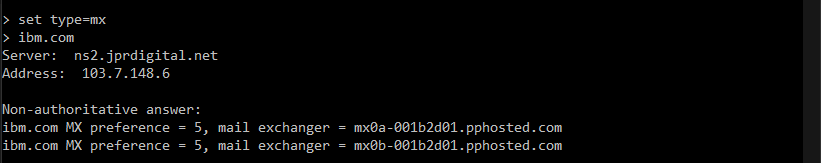 > set type=mx
> ibm.com
Server:  ns2.jprdigital.net
Address:  103.7.148.6
Non-authoritative answer:
ibm.com MX preference = 5, mail exchanger = mx0a-001b2d01.pphosted.com
ibm.com MX preference = 5, mail exchanger = mx0b-001b2d01.pphosted.com